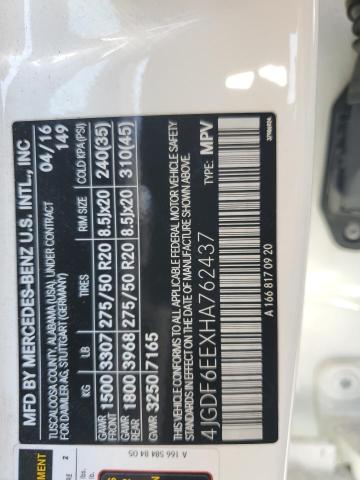 MFD BY MERCEDES-BENZ U.S. INTL., INC
TUSCALOOSA COUNTY, ALABAMA (USA), UNDER CONTRACT
FOR DAIMLER AG, STUTTGART (GERMANY)
04/16
149
KG LB TIRES RIM SIZE COLD KPA(PSI)
GAWR FRONT 1500 3307 275/50 R20 8.5Jx20 240(35)
GAWR REAR 1800 3968 275/50 R20 8.5Jx20 310(45)
GVWR 3250 7165
THIS VEHICLE CONFORMS TO ALL APPLICABLE FEDERAL MOTOR VEHICLE SAFETY
STANDARDS IN EFFECT ON THE DATE OF MANUFACTURE SHOWN ABOVE.
4JGDF6EEXHA762437 TYPE: MPV
A 166 817 09 20
A 166 584 84 05
2